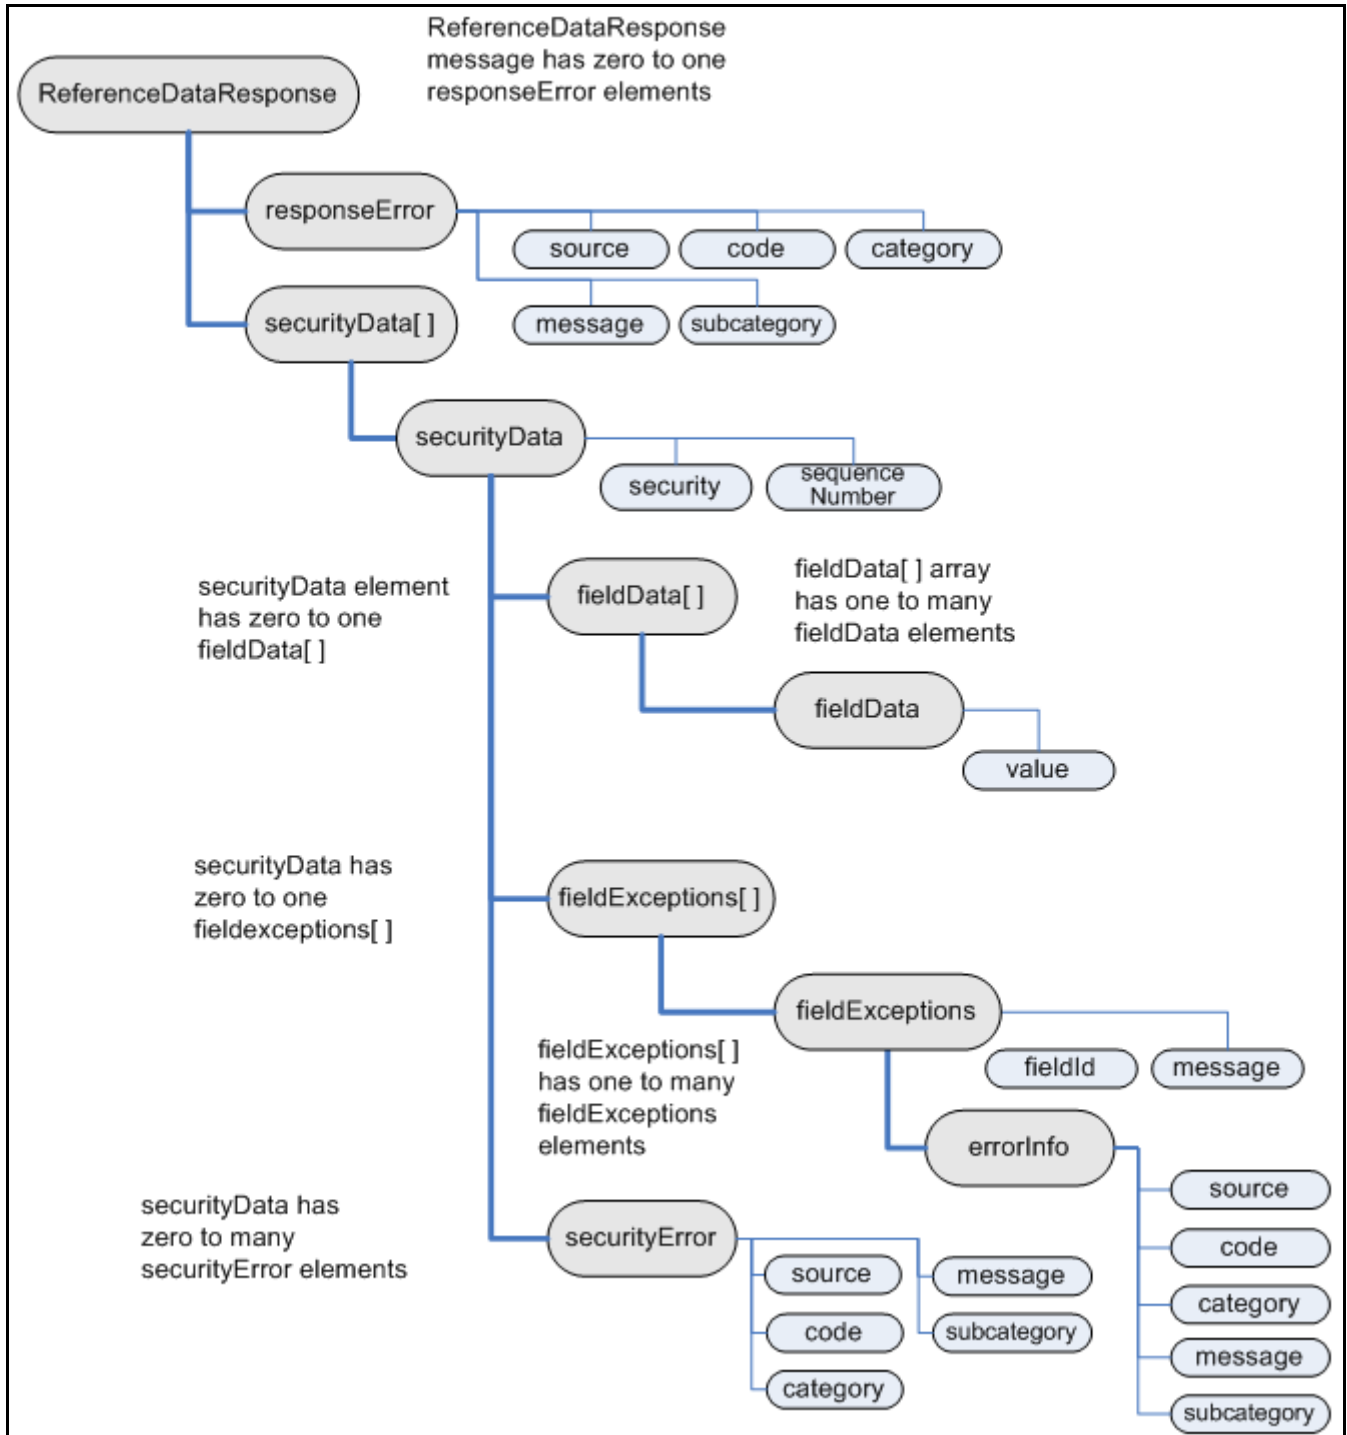 ReferenceDataResponse
message has zero to one
responseError elements
ReferenceDataResponse
responseError
source
code
category
message
subcategory
securityData[ ]
securityData
security
sequence
Number
securityData element
has zero to one
fieldData[ ]
fieldData[ ]
fieldData[ ] array
has one to many
fieldData elements
fieldData
value
securityData has
zero to one
fieldexceptions[ ]
fieldExceptions[ ]
fieldExceptions
fieldId
message
fieldExceptions[ ]
has one to many
fieldExceptions
elements
errorInfo
source
code
category
message
subcategory
securityData has
zero to many
securityError elements
securityError
source
message
code
subcategory
category